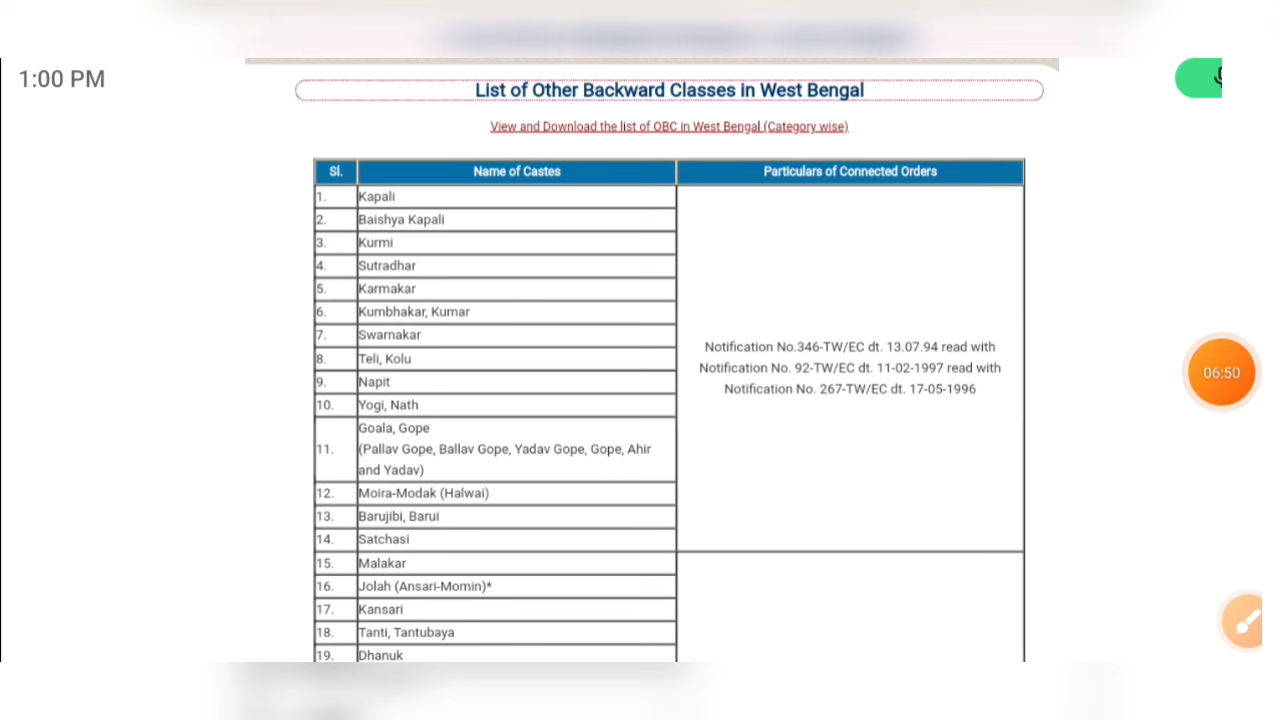 1:00 PM
List of Other Backward Classes in West Bengal
View and Download the list of OBC in West Bengal (Category wise)
Sl. Name of Castes Particulars of Connected Orders
1. Kapali
2. Baishya Kapali
3. Kurmi
4. Sutradhar
5. Karmakar
6. Kumbhakar, Kumar
7. Swarnakar
8. Teli, Kolu
9. Napit
10. Yogi, Nath
11. Goala, Gope
(Pallav Gope, Ballav Gope, Yadav Gope, Gope, Ahir
and Yadav)
12. Moira-Modak (Halwai)
13. Barujibi, Barui
14. Satchasi
Notification No.346-TW/EC dt. 13.07.94 read with
Notification No. 92-TW/EC dt. 11-02-1997 read with
Notification No. 267-TW/EC dt. 17-05-1996
15. Malakar
16. Jolah (Ansari-Momin)*
17. Kansari
18. Tanti, Tantubaya
19. Dhanuk
06:50